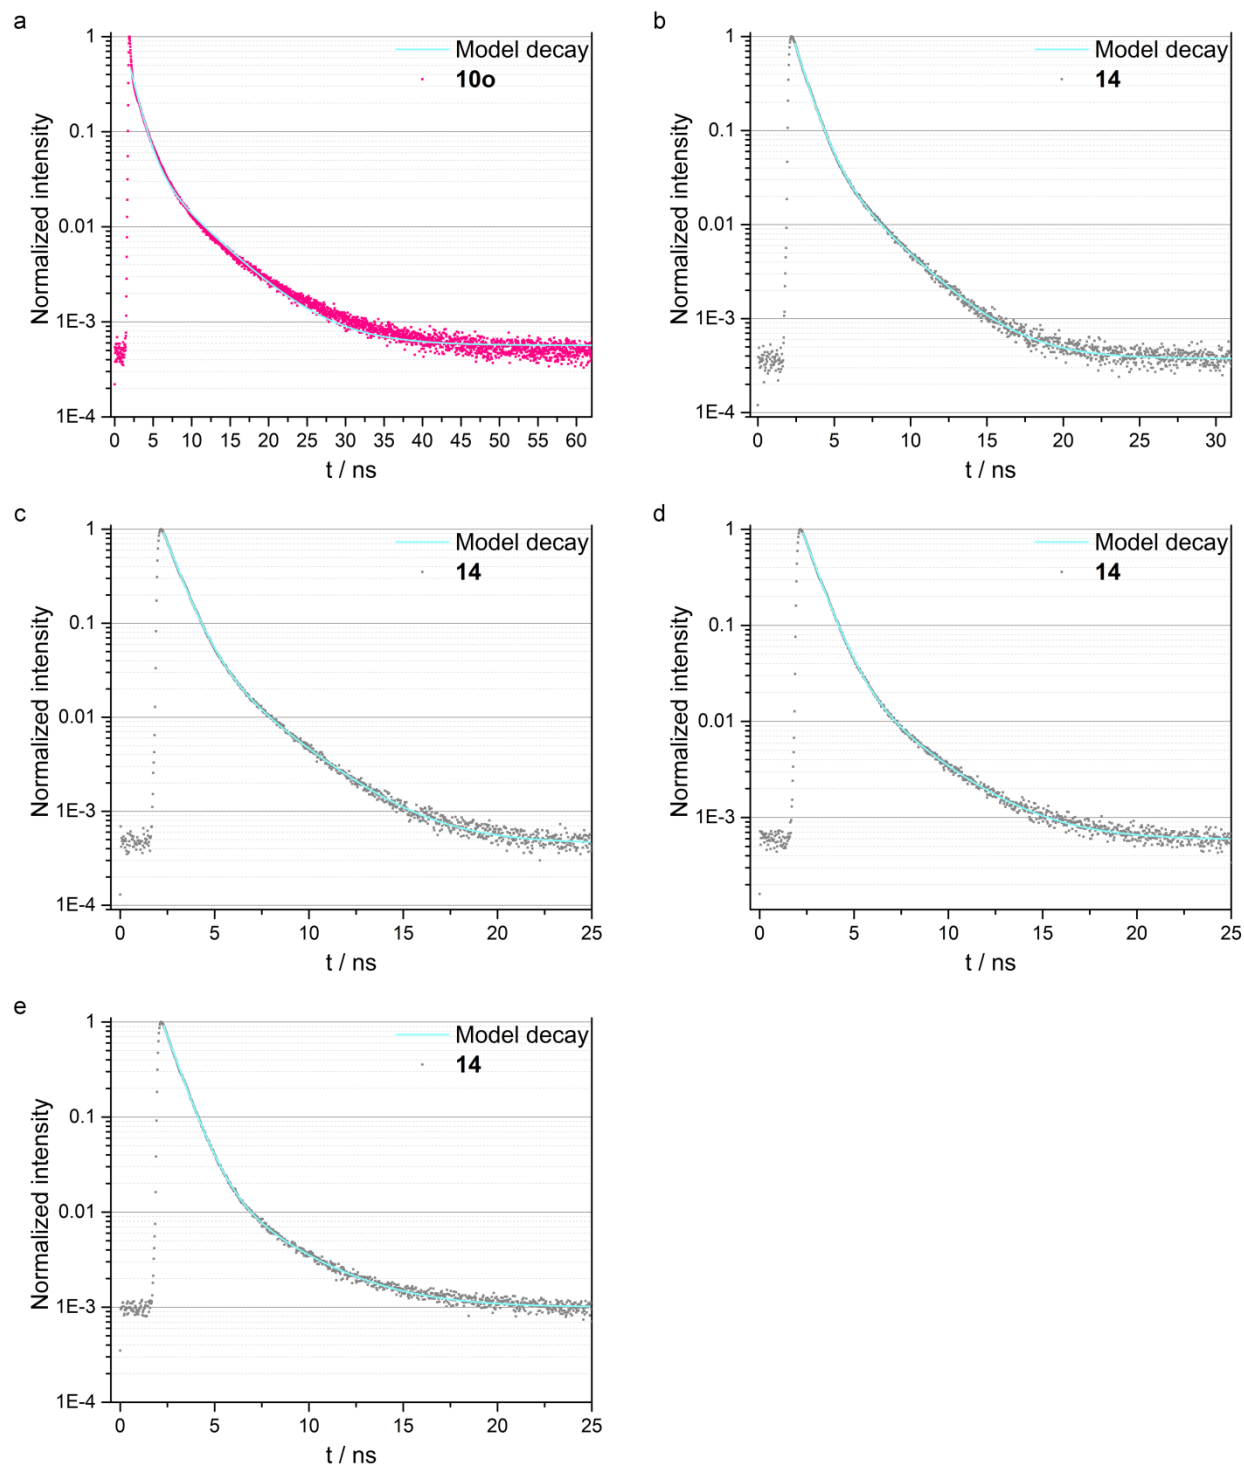 a
Normalized intensity
1
0.1
0.01
1E-3
1E-4
Model decay
10o
0 5 10 15 20 25 30 35 40 45 50 55 60
t / ns
b
Normalized intensity
1
0.1
0.01
1E-3
1E-4
Model decay
14
0 5 10 15 20 25 30
t / ns
c
Normalized intensity
1
0.1
0.01
1E-3
1E-4
Model decay
14
0 5 10 15 20 25
t / ns
d
Normalized intensity
1
0.1
0.01
1E-3
Model decay
14
0 5 10 15 20 25
t / ns
e
Normalized intensity
1
0.1
0.01
1E-3
1E-4
Model decay
14
0 5 10 15 20 25
t / ns